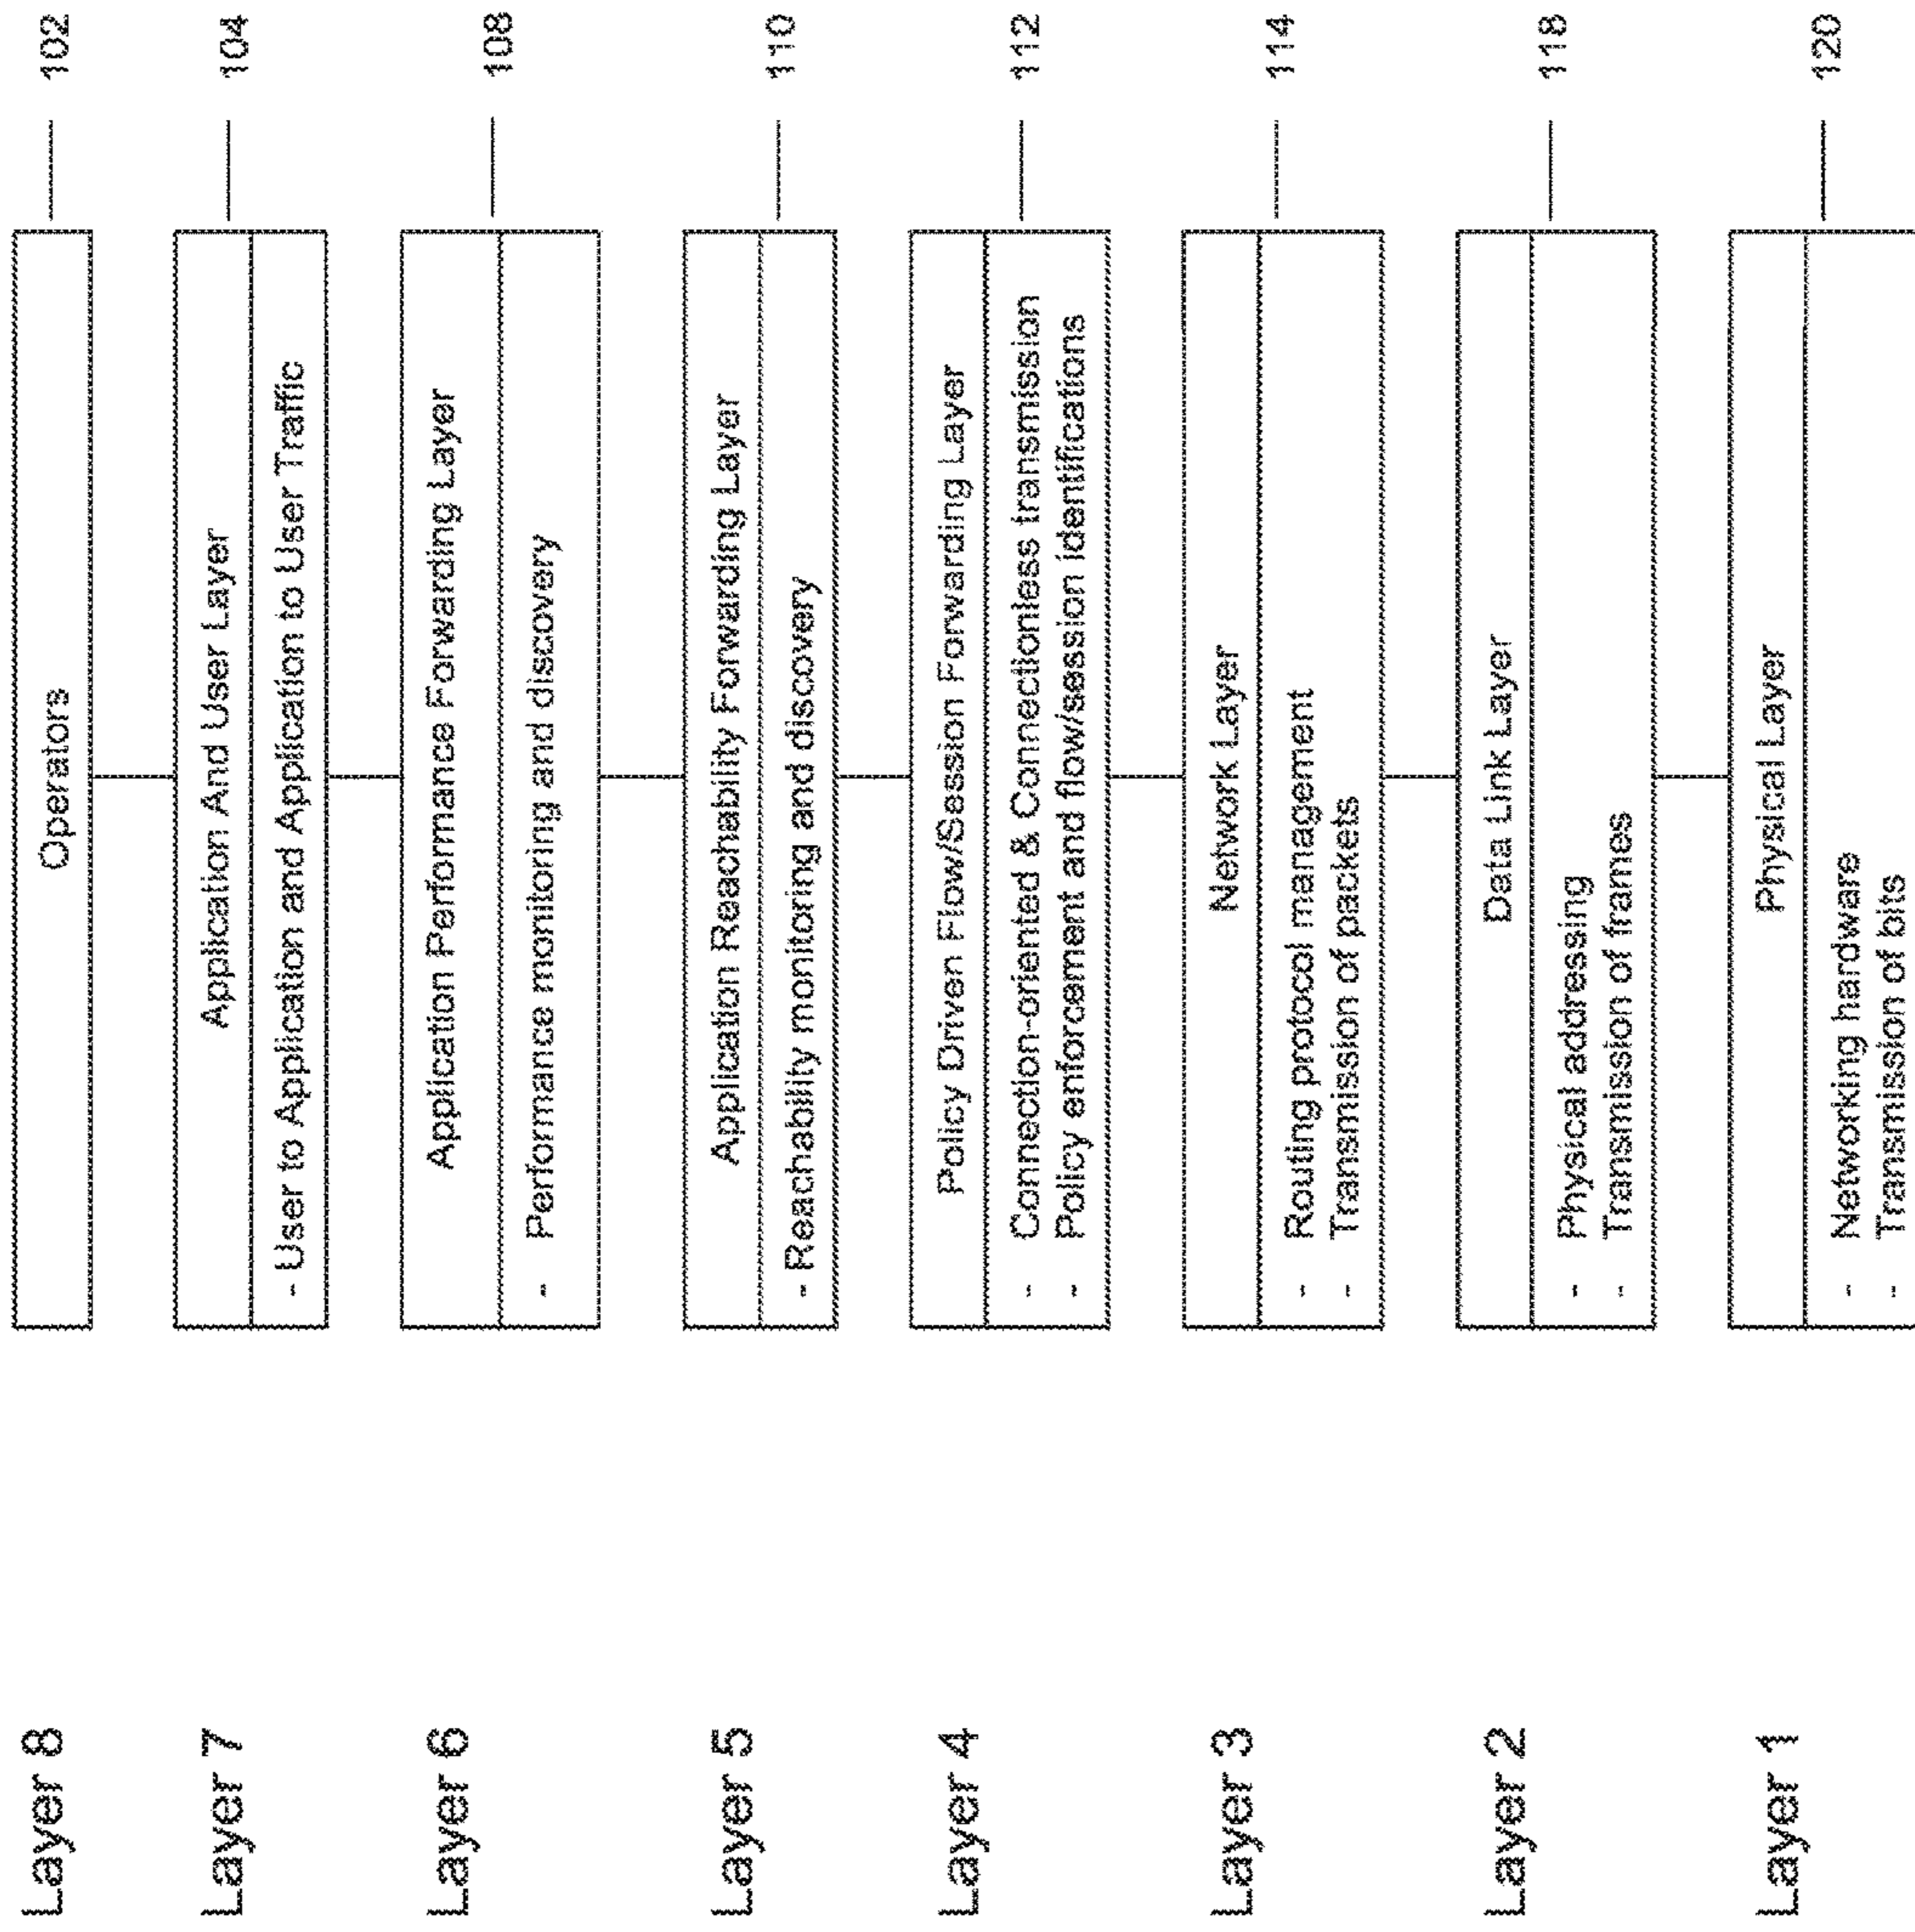 Layer 8
Operators
102
Layer 7
Application And User Layer
- User to Application and Application to User Traffic
104
Layer 6
Application Performance Forwarding Layer
- Performance monitoring and discovery
108
Layer 5
Application Reachability Forwarding Layer
- Reachability monitoring and discovery
110
Layer 4
Policy Driven Flow/Session Forwarding Layer
- Connection-oriented & Connectionless transmission
- Policy enforcement and flow/session identifications
112
Layer 3
Network Layer
- Routing protocol management
- Transmission of packets
114
Layer 2
Data Link Layer
- Physical addressing
- Transmission of frames
118
Layer 1
Physical Layer
- Networking hardware
- Transmission of bits
120